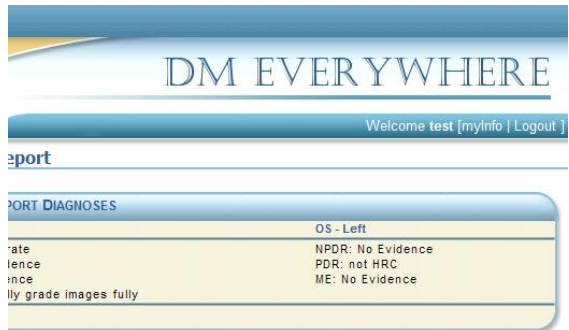 DM EVERYWHERE
Welcome test [myInfo | Logout ]
eport
PORT DIAGNOSES
OS - Left
rate NPDR: No Evidence
lence PDR: not HRC
ence ME: No Evidence
lly grade images fully